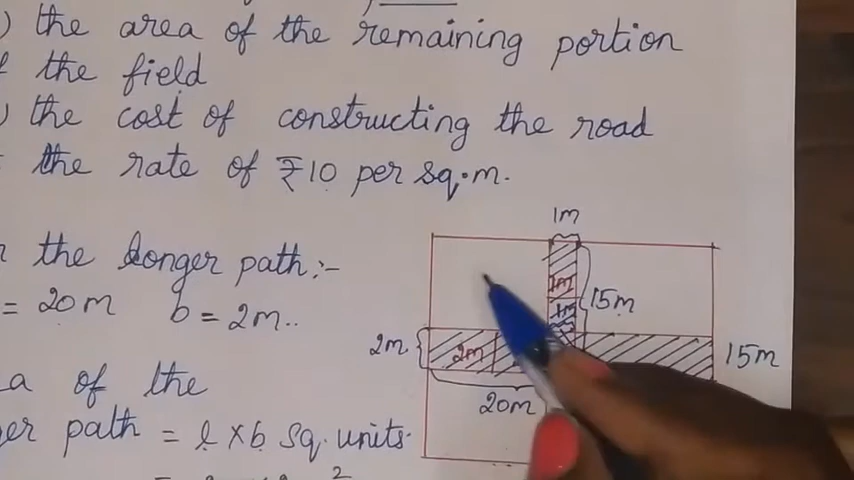 ) the area of the remaining portion
f the field
) the cost of constructing the road
the rate of ₹10 per sq.m.
1m
the longer path:-
= 20m b = 2m..
1m
15m
1m
2m
2m
15m
a of the
20m
ger path = l × b sq. units.